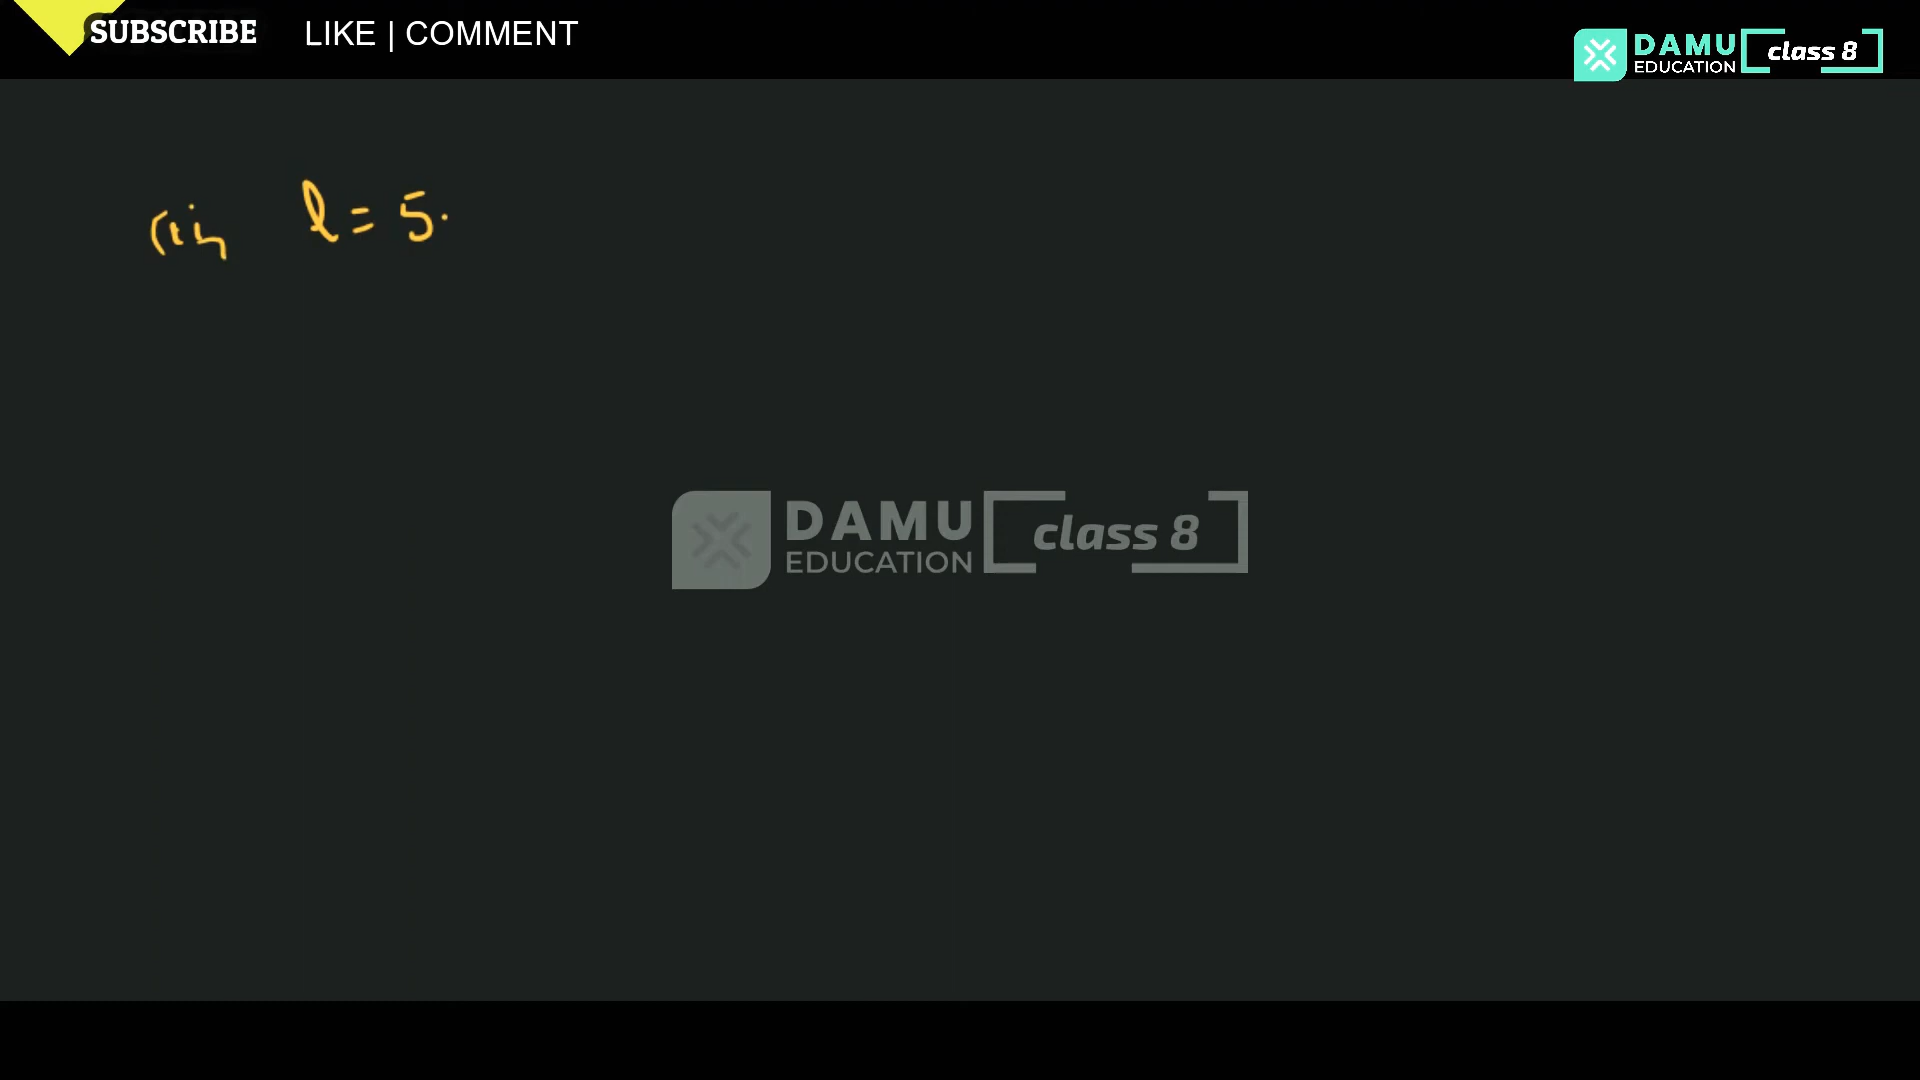 SUBSCRIBE LIKE | COMMENT
DAMU
EDUCATION
class 8
l = 5.
DAMU
EDUCATION
class 8